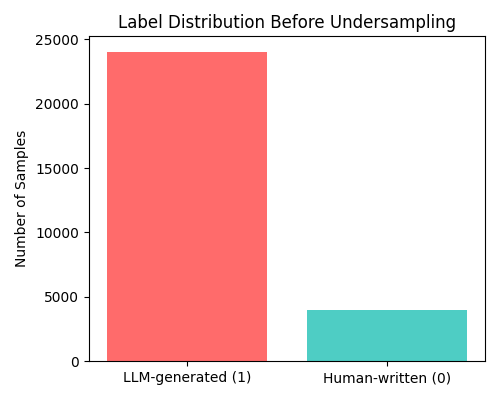 Label Distribution Before Undersampling
Number of Samples
25000
20000
15000
10000
5000
0
LLM-generated (1)
Human-written (0)